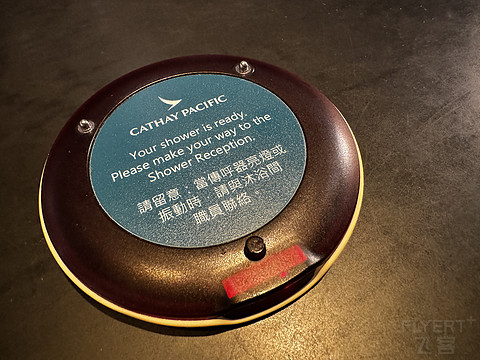 CATHAY PACIFIC
Your shower is ready.
Please make your way to the
Shower Reception.
請留意：當傳呼器亮燈或
振動時，請與沐浴間
職員聯絡
FLYERT+
飞客